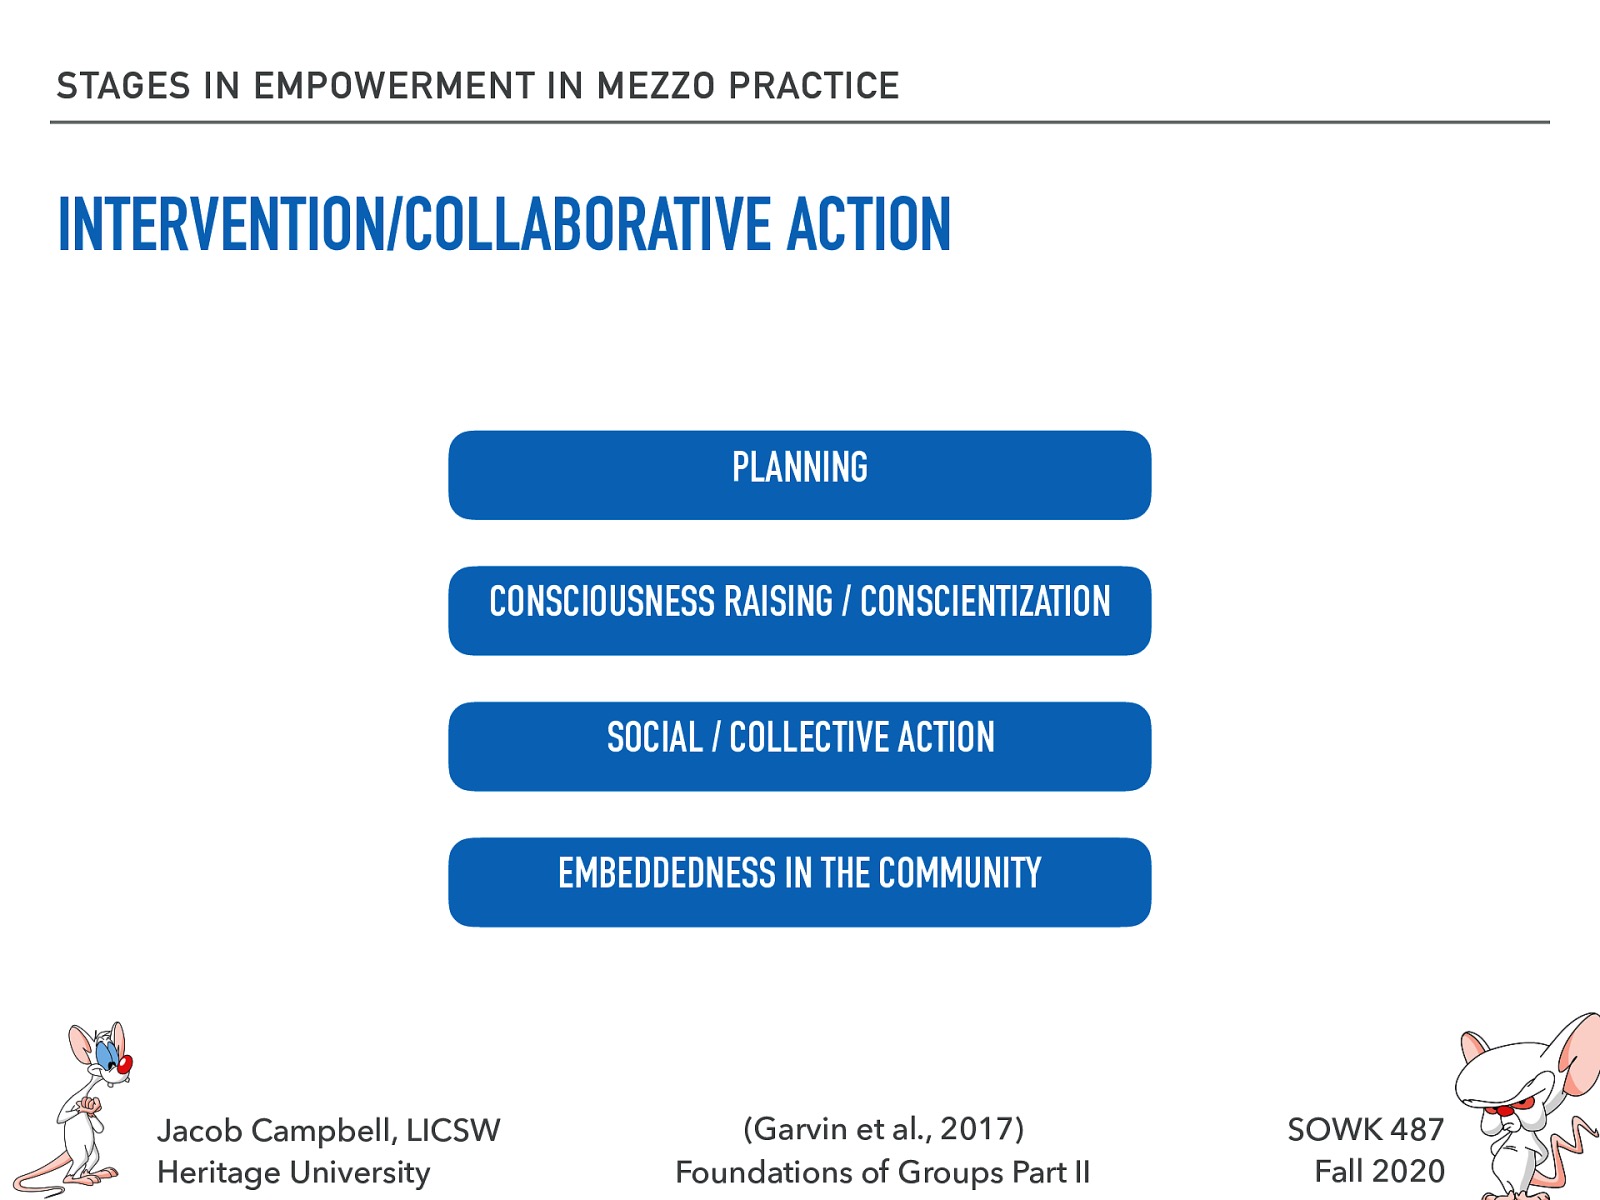 STAGES IN EMPOWERMENT IN MEZZO PRACTICE
INTERVENTION/COLLABORATIVE ACTION
PLANNING
CONSCIOUSNESS RAISING / CONSCIENTIZATION
SOCIAL / COLLECTIVE ACTION
EMBEDDEDNESS IN THE COMMUNITY
Jacob Campbell, LICSW
Heritage University
(Garvin et al., 2017)
Foundations of Groups Part II
SOWK 487
Fall 2020